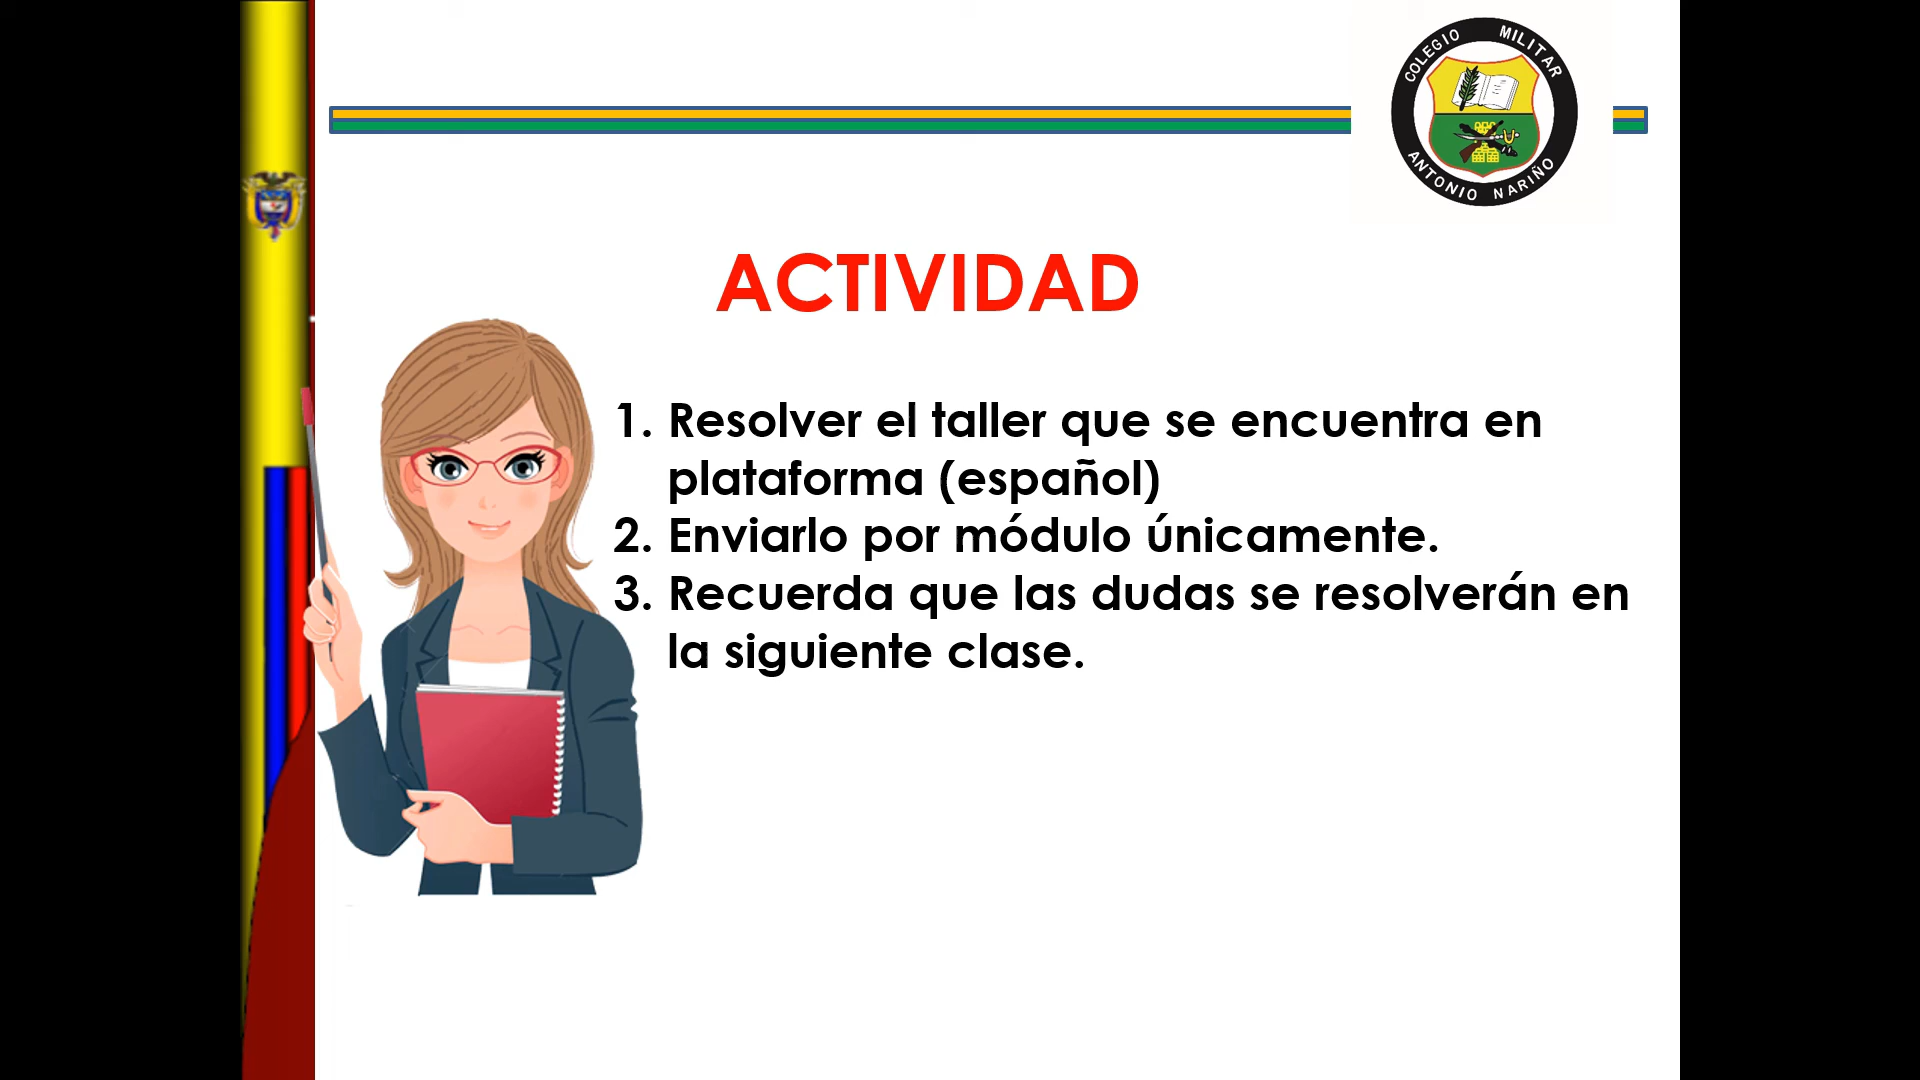 COLEGIO MILITAR
ANTONIO NARIÑO
ACTIVIDAD
1. Resolver el taller que se encuentra en
plataforma (español)
2. Enviarlo por módulo únicamente.
3. Recuerda que las dudas se resolverán en
la siguiente clase.